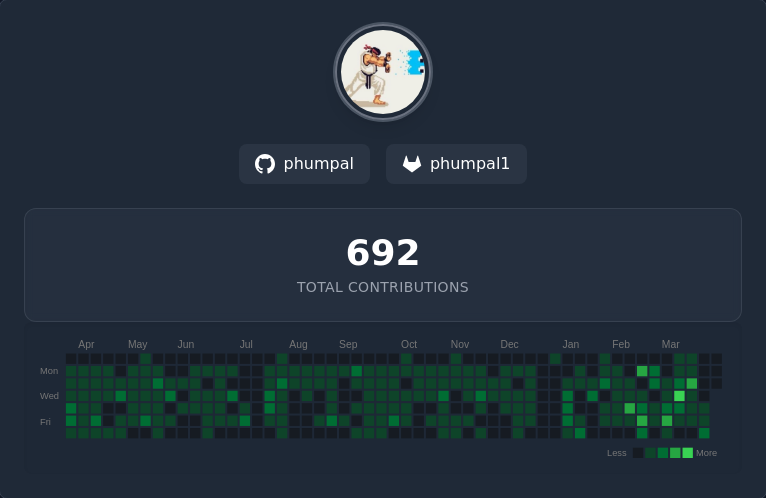 phumpal phumpal1
692
TOTAL CONTRIBUTIONS
Apr May Jun Jul Aug Sep Oct Nov Dec Jan Feb Mar
Mon
Wed
Fri
Less More